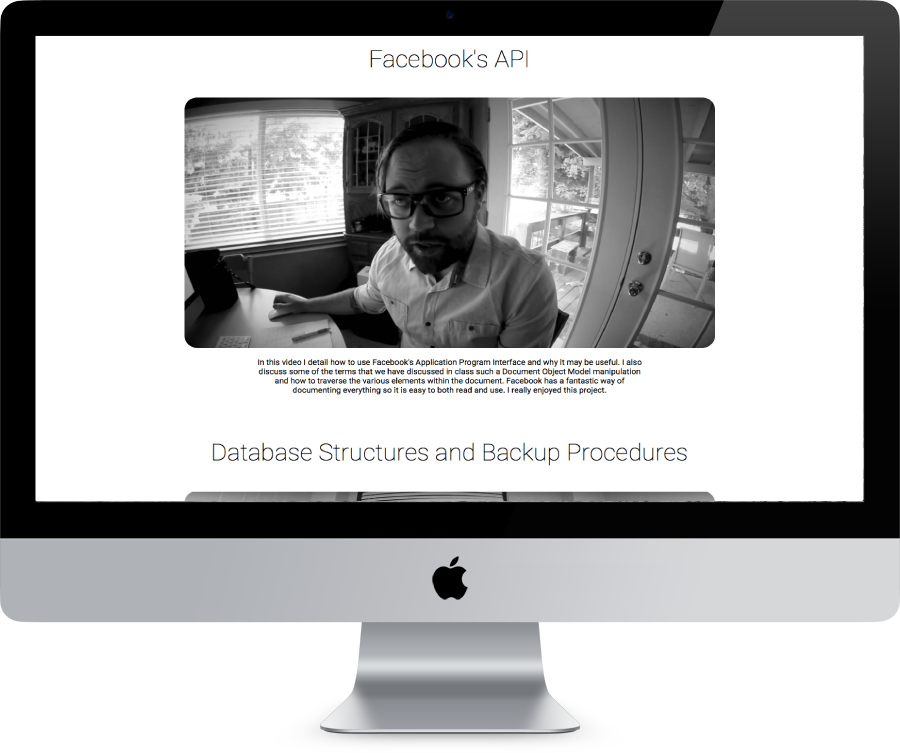 Facebook's API
In this video I detail how to use Facebook's Application Program Interface and why it may be useful. I also
discuss some of the terms that we have discussed in class such a Document Object Model manipulation
and how to traverse the various elements within the document. Facebook has a fantastic way of
documenting everything so it is easy to both read and use. I really enjoyed this project.
Database Structures and Backup Procedures